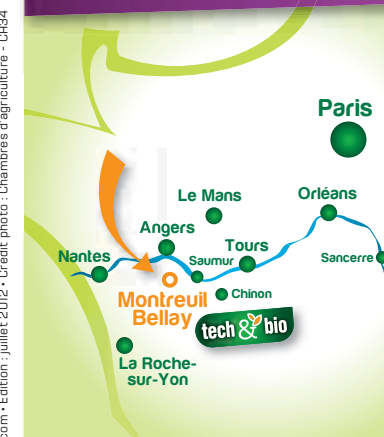 com • Edition : juillet 2012 • Crédit photo : Chambres d'agriculture - CH34
Paris
Le Mans
Orléans
Angers
Tours
Nantes
Saumur
Sancerre
Chinon
Montreuil
Bellay
tech & bio
La Roche-
sur-Yon